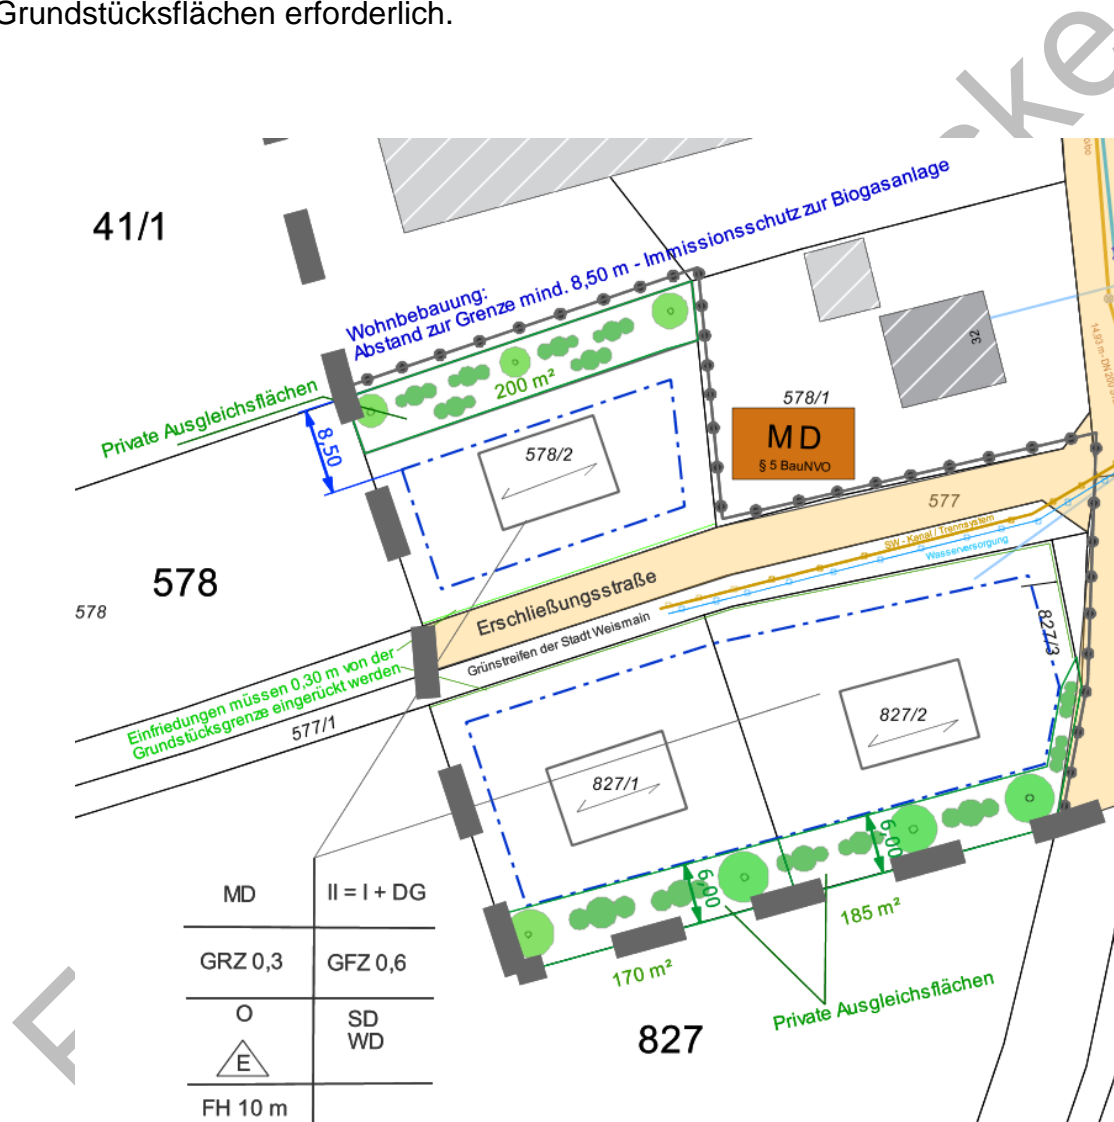 Grundstücksflächen erforderlich.
41/1
Wohnbebauung:
Abstand zur Grenze mind. 8,50 m - Immissionsschutz zur Biogasanlage
Private Ausgleichsflächen
200 m²
8,50
578/2
578/1
32
MD
§ 5 BauNVO
14,93 m - DN 200
577
SW - Kanal / Trennsystem
Wasserversorgung
578
578
Erschließungsstraße
Grünstreifen der Stadt Weismain
Einfriedungen müssen 0,30 m von der
Grundstücksgrenze eingerückt werden
577/1
827/3
827/2
827/1
6,00
6,00
185 m²
170 m²
Private Ausgleichsflächen
827
MD
II = I + DG
GRZ 0,3
GFZ 0,6
O
E
SD
WD
FH 10 m